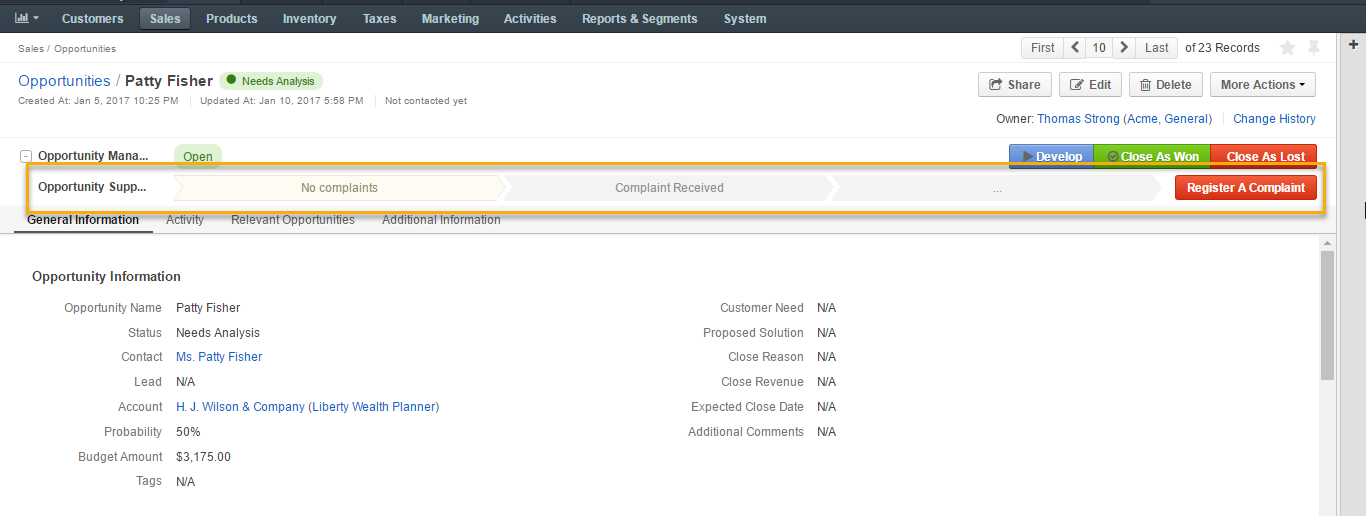 Customers Sales Products Inventory Taxes Marketing Activities Reports & Segments System
Sales / Opportunities
First 10 Last of 23 Records
Opportunities / Patty Fisher Needs Analysis
Share Edit Delete More Actions
Created At: Jan 5, 2017 10:25 PM Updated At: Jan 10, 2017 5:58 PM Not contacted yet
Owner: Thomas Strong (Acme, General) Change History
Opportunity Mana... Open Develop Close As Won Close As Lost
Opportunity Supp... No complaints Complaint Received ... Register A Complaint
General Information Activity Relevant Opportunities Additional Information
Opportunity Information
Opportunity Name Patty Fisher
Status Needs Analysis
Contact Ms. Patty Fisher
Lead N/A
Account H. J. Wilson & Company (Liberty Wealth Planner)
Probability 50%
Budget Amount $3,175.00
Tags N/A
Customer Need N/A
Proposed Solution N/A
Close Reason N/A
Close Revenue N/A
Expected Close Date N/A
Additional Comments N/A